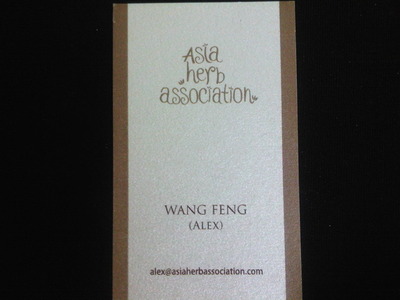 Asia
herb
association
WANG FENG
(ALEX)
alex@asiaherbassociation.com